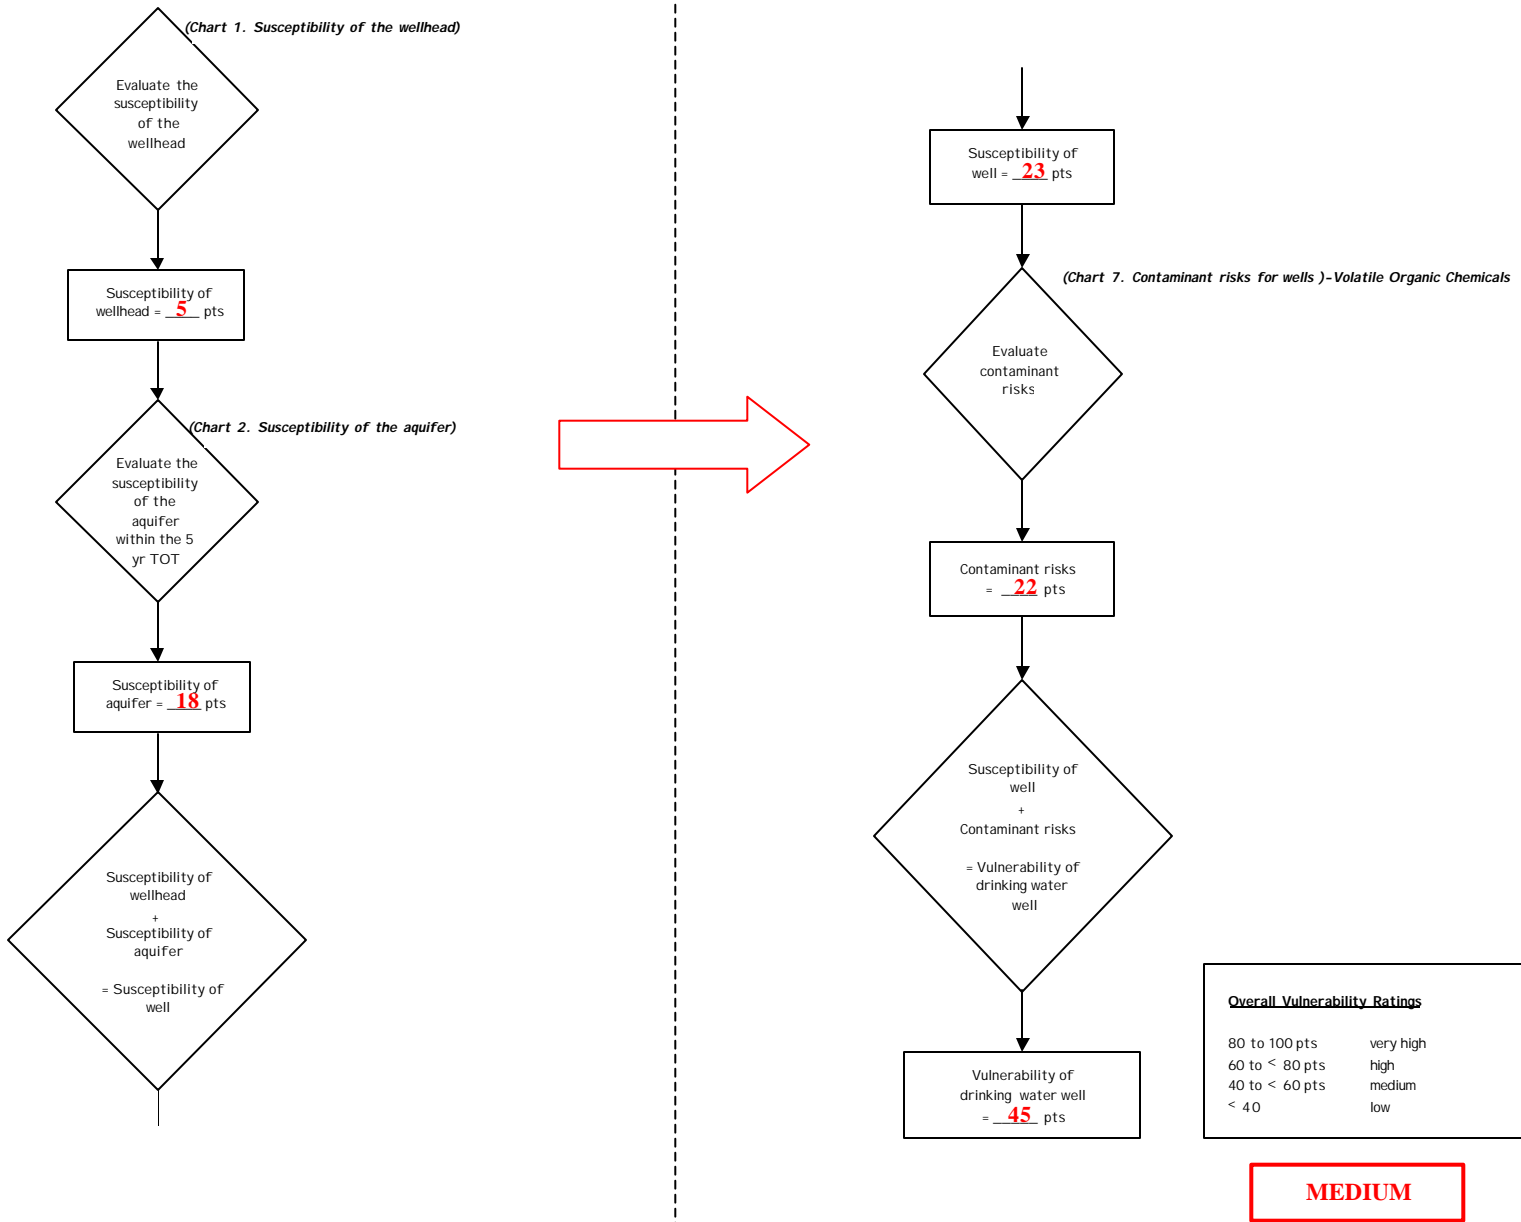 (Chart 1. Susceptibility of the wellhead)
Evaluate the
susceptibility
of the
wellhead
Susceptibility of
wellhead = __5__ pts
(Chart 2. Susceptibility of the aquifer)
Evaluate the
susceptibility
of the
aquifer
within the 5
yr TOT
Susceptibility of
aquifer = __18__ pts
Susceptibility of
wellhead
+
Susceptibility of
aquifer
= Susceptibility of
well
Susceptibility of
well = __23__ pts
(Chart 7. Contaminant risks for wells )–Volatile Organic Chemicals
Evaluate
contaminant
risks
Contaminant risks
= __22__ pts
Susceptibility of
well
+
Contaminant risks
= Vulnerability of
drinking water
well
Vulnerability of
drinking water well
= __45__ pts
Overall Vulnerability Ratings
80 to 100 pts very high
60 to < 80 pts high
40 to < 60 pts medium
< 40 low
MEDIUM